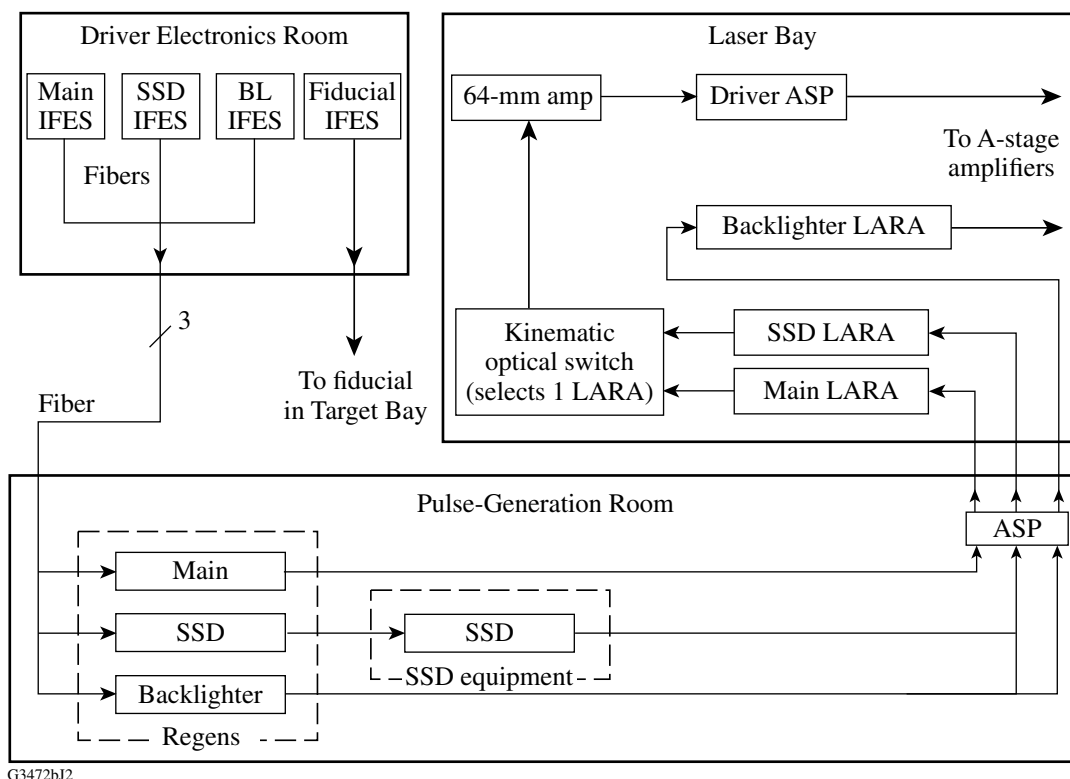 Driver Electronics Room
Main
IFES
SSD
IFES
BL
IFES
Fiducial
IFES
Fibers
3
Fiber
To fiducial
in Target Bay
Laser Bay
64-mm amp
Driver ASP
To A-stage
amplifiers
Backlighter LARA
Kinematic
optical switch
(selects 1 LARA)
SSD LARA
Main LARA
Pulse-Generation Room
ASP
Main
SSD
Backlighter
Regens
SSD
SSD equipment
G3472bJ2